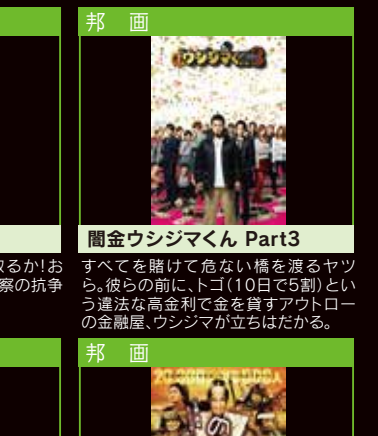 邦　画
闇金ウシジマくん Part3
取るか!お
察の抗争
すべてを賭けて危ない橋を渡るヤツ
ら。彼らの前に、トゴ(10日で5割)とい
う違法な高金利で金を貸すアウトロー
の金融屋、ウシジマが立ちはだかる。
邦　画